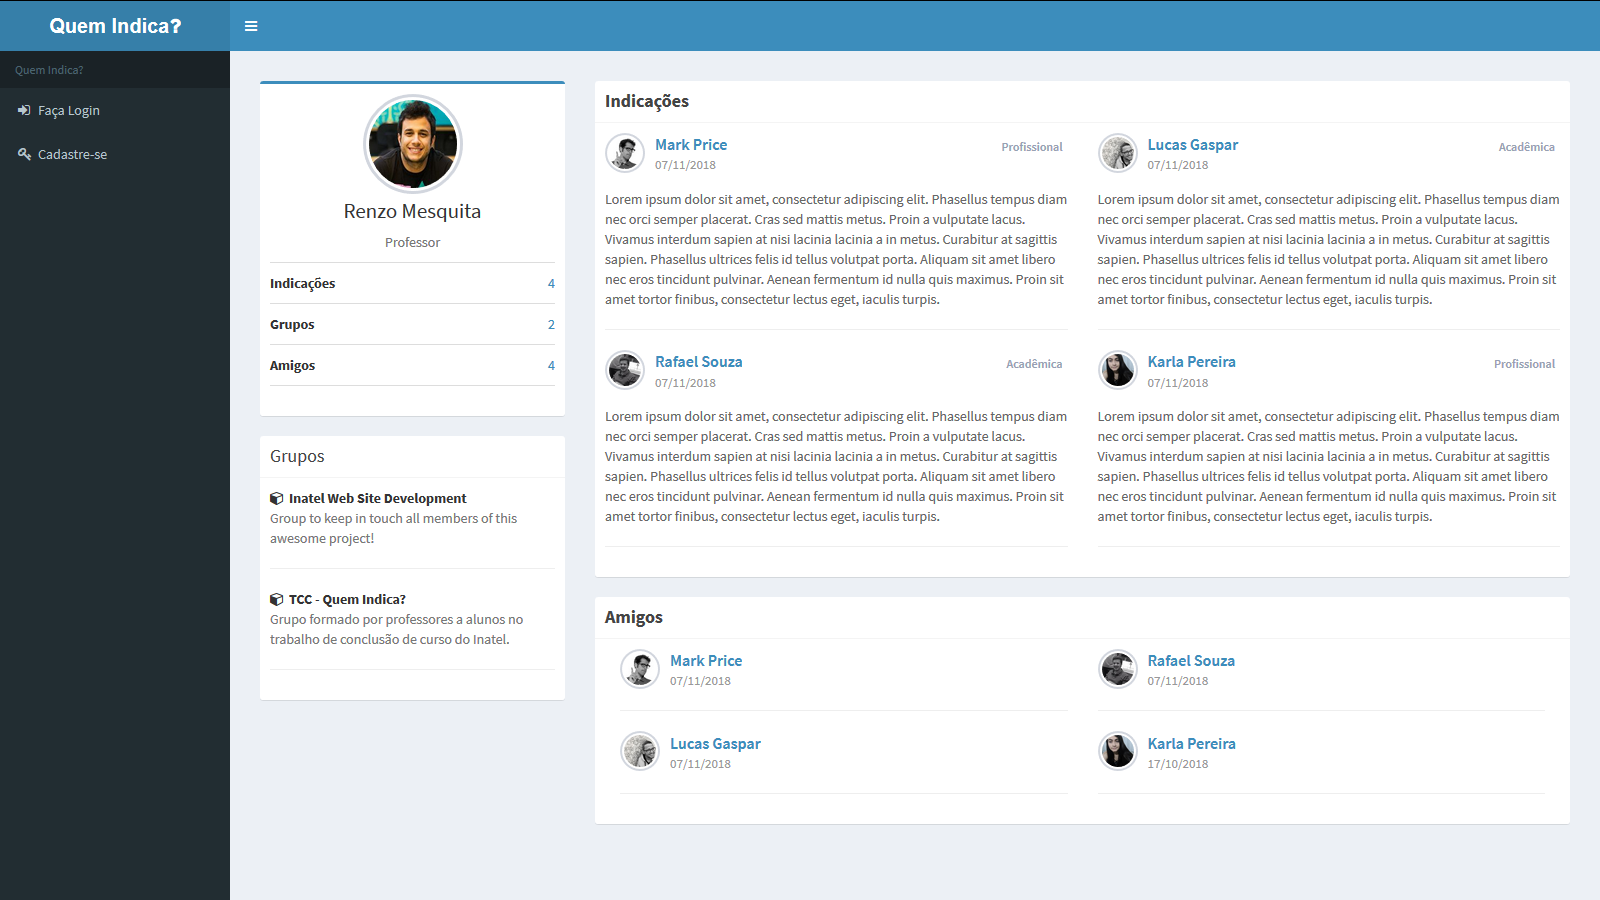 Quem Indica?
Quem Indica?
Faça Login
Cadastre-se
Renzo Mesquita
Professor
Indicações 4
Grupos 2
Amigos 4
Grupos
Inatel Web Site Development
Group to keep in touch all members of this
awesome project!
TCC - Quem Indica?
Grupo formado por professores a alunos no
trabalho de conclusão de curso do Inatel.
Indicações
Mark Price Profissional
07/11/2018
Lorem ipsum dolor sit amet, consectetur adipiscing elit. Phasellus tempus diam
nec orci semper placerat. Cras sed mattis metus. Proin a vulputate lacus.
Vivamus interdum sapien at nisi lacinia lacinia a in metus. Curabitur at sagittis
sapien. Phasellus ultrices felis id tellus volutpat porta. Aliquam sit amet libero
nec eros tincidunt pulvinar. Aenean fermentum id nulla quis maximus. Proin sit
amet tortor finibus, consectetur lectus eget, iaculis turpis.
Lucas Gaspar Acadêmica
07/11/2018
Lorem ipsum dolor sit amet, consectetur adipiscing elit. Phasellus tempus diam
nec orci semper placerat. Cras sed mattis metus. Proin a vulputate lacus.
Vivamus interdum sapien at nisi lacinia lacinia a in metus. Curabitur at sagittis
sapien. Phasellus ultrices felis id tellus volutpat porta. Aliquam sit amet libero
nec eros tincidunt pulvinar. Aenean fermentum id nulla quis maximus. Proin sit
amet tortor finibus, consectetur lectus eget, iaculis turpis.
Rafael Souza Acadêmica
07/11/2018
Lorem ipsum dolor sit amet, consectetur adipiscing elit. Phasellus tempus diam
nec orci semper placerat. Cras sed mattis metus. Proin a vulputate lacus.
Vivamus interdum sapien at nisi lacinia lacinia a in metus. Curabitur at sagittis
sapien. Phasellus ultrices felis id tellus volutpat porta. Aliquam sit amet libero
nec eros tincidunt pulvinar. Aenean fermentum id nulla quis maximus. Proin sit
amet tortor finibus, consectetur lectus eget, iaculis turpis.
Karla Pereira Profissional
07/11/2018
Lorem ipsum dolor sit amet, consectetur adipiscing elit. Phasellus tempus diam
nec orci semper placerat. Cras sed mattis metus. Proin a vulputate lacus.
Vivamus interdum sapien at nisi lacinia lacinia a in metus. Curabitur at sagittis
sapien. Phasellus ultrices felis id tellus volutpat porta. Aliquam sit amet libero
nec eros tincidunt pulvinar. Aenean fermentum id nulla quis maximus. Proin sit
amet tortor finibus, consectetur lectus eget, iaculis turpis.
Amigos
Mark Price
07/11/2018
Rafael Souza
07/11/2018
Lucas Gaspar
07/11/2018
Karla Pereira
17/10/2018